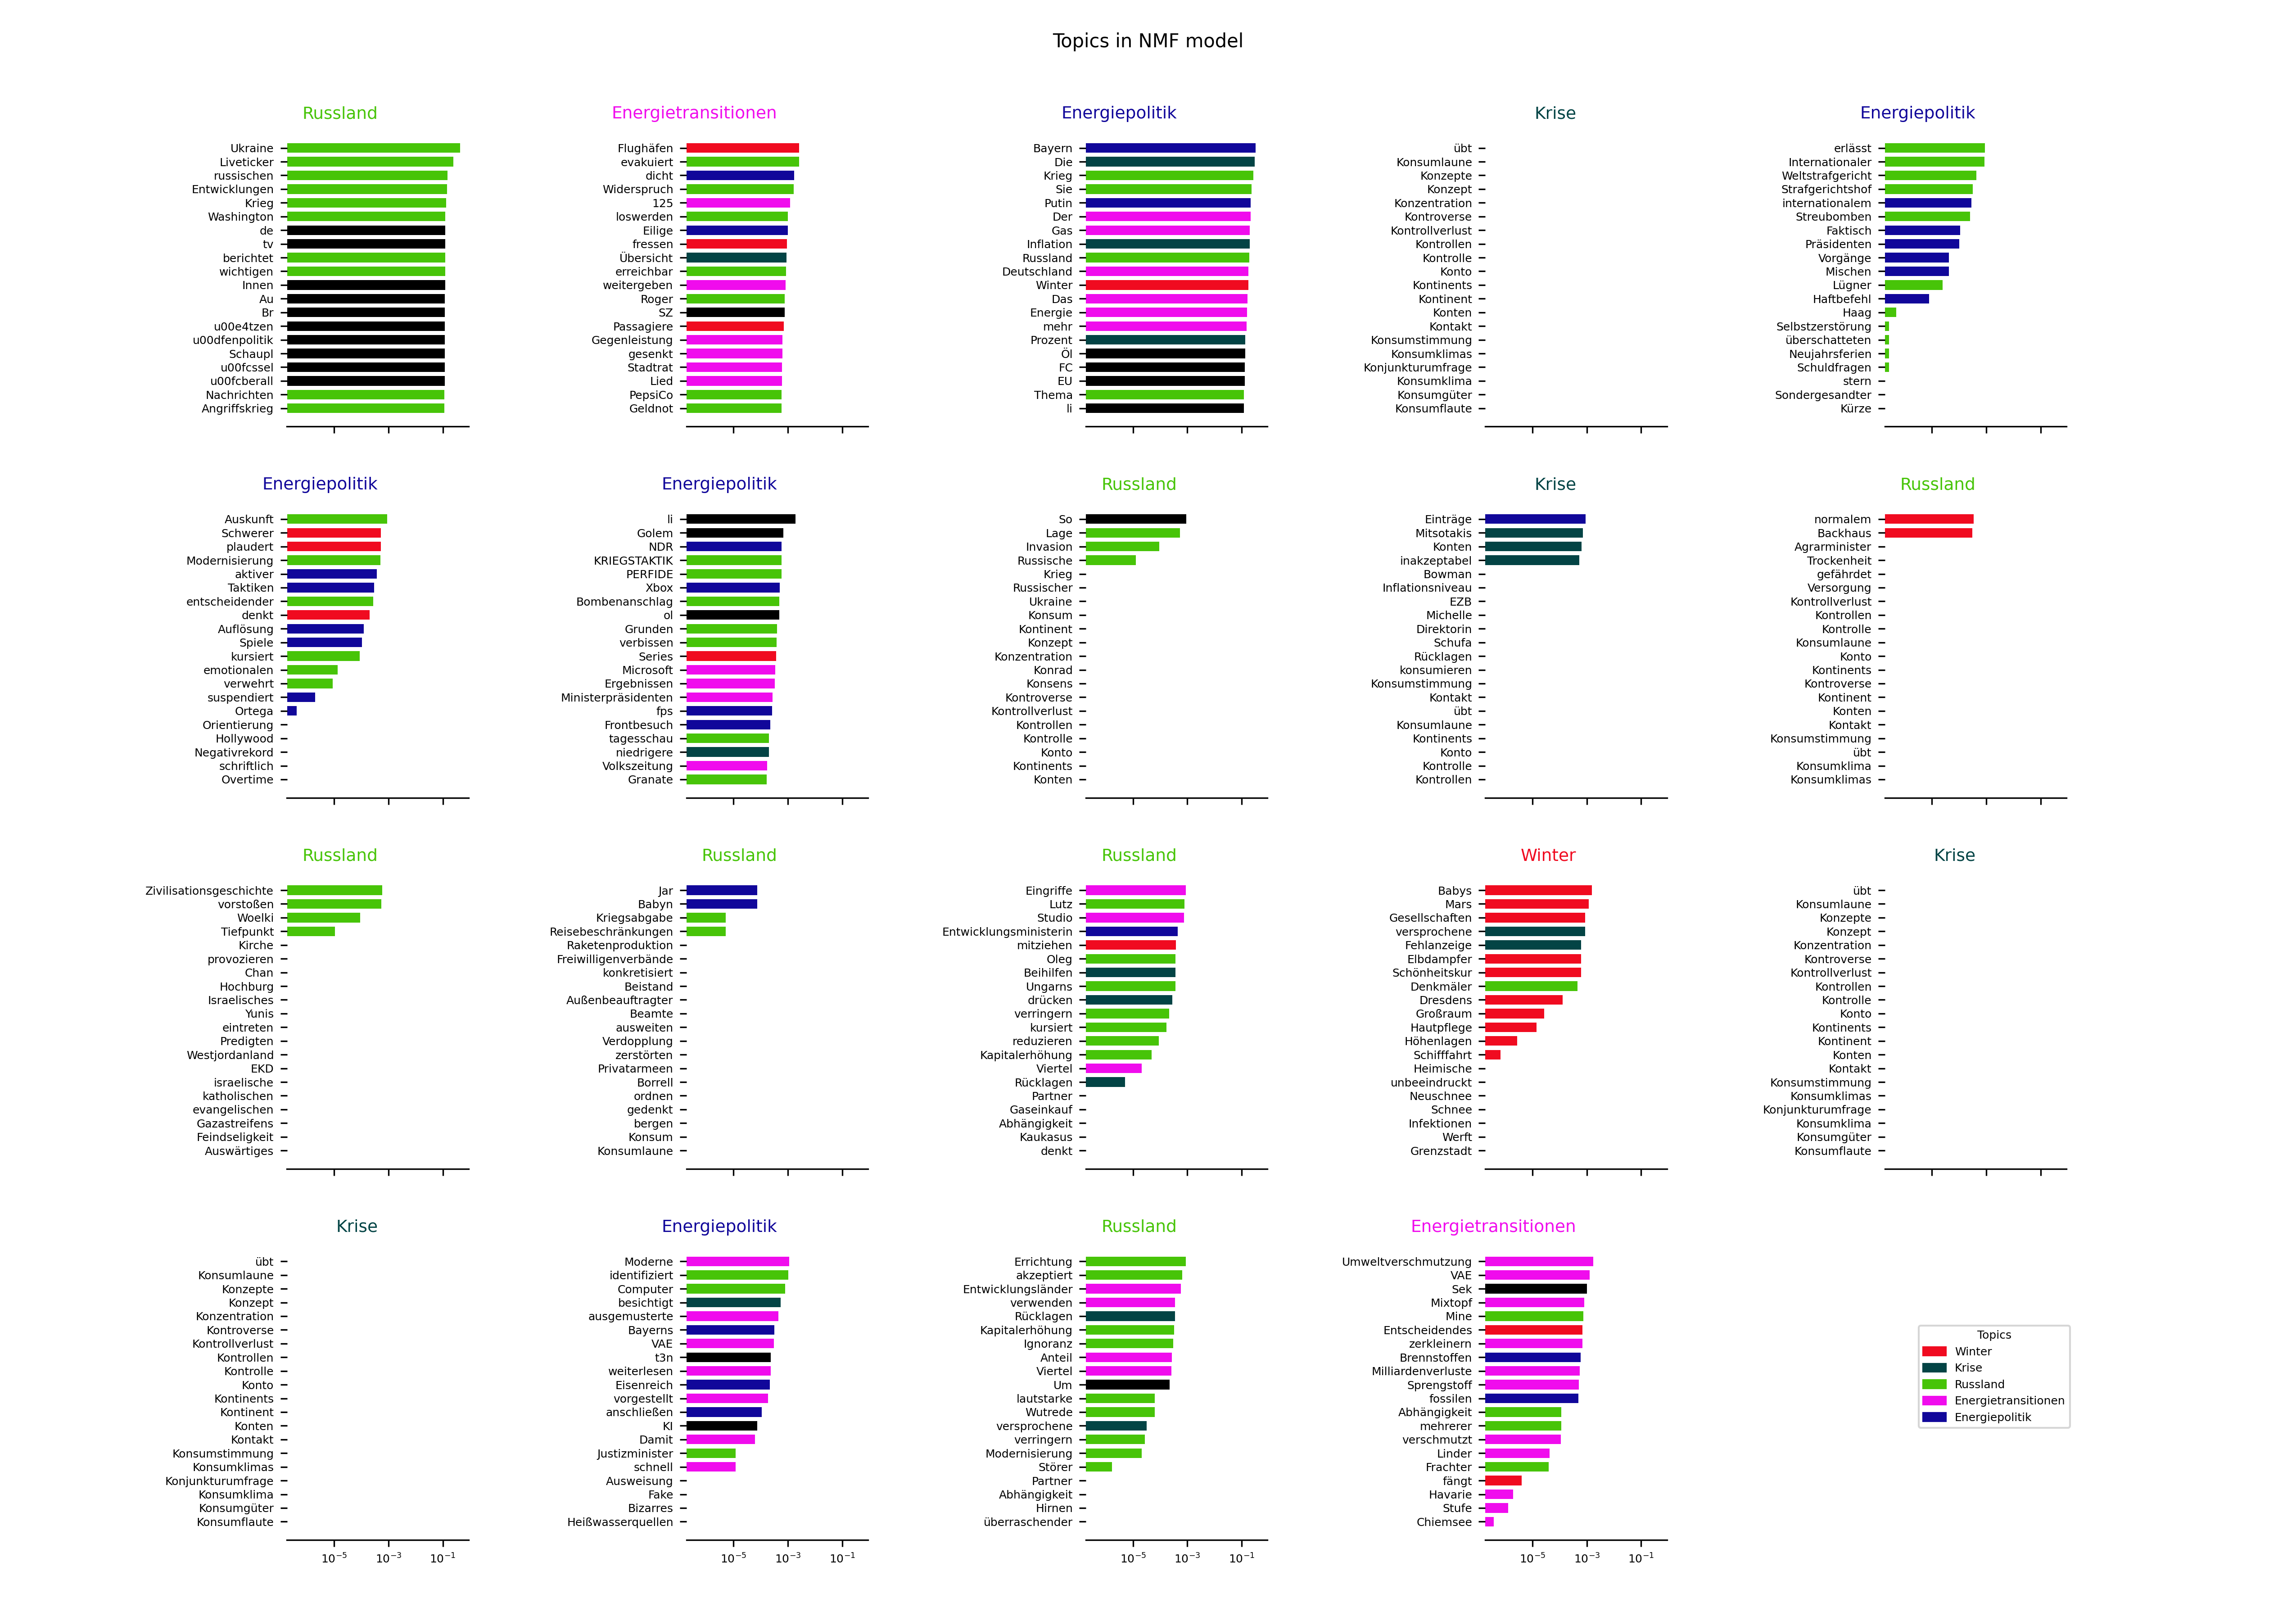 Topics in NMF model
Russland
Ukraine
Liveticker
russischen
Entwicklungen
Krieg
Washington
de
tv
berichtet
wichtigen
Innen
Au
Br
u00e4tzen
u00dfenpolitik
Schaupl
u00fcssel
u00fcberall
Nachrichten
Angriffskrieg
Energietransitionen
Flughäfen
evakuiert
dicht
Widerspruch
125
loswerden
Eilige
fressen
Übersicht
erreichbar
weitergeben
Roger
SZ
Passagiere
Gegenleistung
gesenkt
Stadtrat
Lied
PepsiCo
Geldnot
Energiepolitik
Bayern
Die
Krieg
Sie
Putin
Der
Gas
Inflation
Russland
Deutschland
Winter
Das
Energie
mehr
Prozent
Öl
FC
EU
Thema
li
Krise
übt
Konsumlaune
Konzepte
Konzept
Konzentration
Kontroverse
Kontrollverlust
Kontrollen
Kontrolle
Konto
Kontinents
Kontinent
Konten
Kontakt
Konsumstimmung
Konsumklimas
Konjunkturumfrage
Konsumklima
Konsumgüter
Konsumflaute
Energiepolitik
erlässt
Internationaler
Weltstrafgericht
Strafgerichtshof
internationalem
Streubomben
Faktisch
Präsidenten
Vorgänge
Mischen
Lügner
Haftbefehl
Haag
Selbstzerstörung
überschatteten
Neujahrsferien
Schuldfragen
stern
Sondergesandter
Kürze
Energiepolitik
Auskunft
Schwerer
plaudert
Modernisierung
aktiver
Taktiken
entscheidender
denkt
Auflösung
Spiele
kursiert
emotionalen
verwehrt
suspendiert
Ortega
Orientierung
Hollywood
Negativrekord
schriftlich
Overtime
Energiepolitik
li
Golem
NDR
KRIEGSTAKTIK
PERFIDE
Xbox
Bombenanschlag
ol
Grunden
verbissen
Series
Microsoft
Ergebnissen
Ministerpräsidenten
fps
Frontbesuch
tagesschau
niedrigere
Volkszeitung
Granate
Russland
So
Lage
Invasion
Russische
Krieg
Russischer
Ukraine
Konsum
Kontinent
Konzept
Konzentration
Konrad
Konsens
Kontroverse
Kontrollverlust
Kontrollen
Kontrolle
Konto
Kontinents
Konten
Krise
Einträge
Mitsotakis
Konten
inakzeptabel
Bowman
Inflationsniveau
EZB
Michelle
Direktorin
Schufa
Rücklagen
konsumieren
Konsumstimmung
Kontakt
übt
Konsumlaune
Kontinents
Konto
Kontrolle
Kontrollen
Russland
normalem
Backhaus
Agrarminister
Trockenheit
gefährdet
Versorgung
Kontrollverlust
Kontrollen
Kontrolle
Konsumlaune
Konto
Kontinents
Kontroverse
Kontinent
Konten
Kontakt
Konsumstimmung
übt
Konsumklima
Konsumklimas
Russland
Zivilisationsgeschichte
vorstoßen
Woelki
Tiefpunkt
Kirche
provozieren
Chan
Hochburg
Israelisches
Yunis
eintreten
Predigten
Westjordanland
EKD
israelische
katholischen
evangelischen
Gazastreifens
Feindseligkeit
Auswärtiges
Russland
Jar
Babyn
Kriegsabgabe
Reisebeschränkungen
Raketenproduktion
Freiwilligenverbände
konkretisiert
Beistand
Außenbeauftragter
Beamte
ausweiten
Verdopplung
zerstörten
Privatarmeen
Borrell
ordnen
gedenkt
bergen
Konsum
Konsumlaune
Russland
Eingriffe
Lutz
Studio
Entwicklungsministerin
mitziehen
Oleg
Beihilfen
Ungarns
drücken
verringern
kursiert
reduzieren
Kapitalerhöhung
Viertel
Rücklagen
Partner
Gaseinkauf
Abhängigkeit
Kaukasus
denkt
Winter
Babys
Mars
Gesellschaften
versprochene
Fehlanzeige
Elbdampfer
Schönheitskur
Denkmäler
Dresdens
Großraum
Hautpflege
Höhenlagen
Schifffahrt
Heimische
unbeeindruckt
Neuschnee
Schnee
Infektionen
Werft
Grenzstadt
Krise
übt
Konsumlaune
Konzepte
Konzept
Konzentration
Kontroverse
Kontrollverlust
Kontrollen
Kontrolle
Konto
Kontinents
Kontinent
Konten
Kontakt
Konsumstimmung
Konsumklimas
Konjunkturumfrage
Konsumklima
Konsumgüter
Konsumflaute
Krise
übt
Konsumlaune
Konzepte
Konzept
Konzentration
Kontroverse
Kontrollverlust
Kontrollen
Kontrolle
Konto
Kontinents
Kontinent
Konten
Kontakt
Konsumstimmung
Konsumklimas
Konjunkturumfrage
Konsumklima
Konsumgüter
Konsumflaute
10⁻⁵ 10⁻³ 10⁻¹
Energiepolitik
Moderne
identifiziert
Computer
besichtigt
ausgemusterte
Bayerns
VAE
t3n
weiterlesen
Eisenreich
vorgestellt
anschließen
KI
Damit
Justizminister
schnell
Ausweisung
Fake
Bizarres
Heißwasserquellen
10⁻⁵ 10⁻³ 10⁻¹
Russland
Errichtung
akzeptiert
Entwicklungsländer
verwenden
Rücklagen
Kapitalerhöhung
Ignoranz
Anteil
Viertel
Um
lautstarke
Wutrede
versprochene
verringern
Modernisierung
Störer
Partner
Abhängigkeit
Hirnen
überraschender
10⁻⁵ 10⁻³ 10⁻¹
Energietransitionen
Umweltverschmutzung
VAE
Sek
Mixtopf
Mine
Entscheidendes
zerkleinern
Brennstoffen
Milliardenverluste
Sprengstoff
fossilen
Abhängigkeit
mehrerer
verschmutzt
Linder
Frachter
fängt
Havarie
Stufe
Chiemsee
10⁻⁵ 10⁻³ 10⁻¹
Topics
Winter
Krise
Russland
Energietransitionen
Energiepolitik